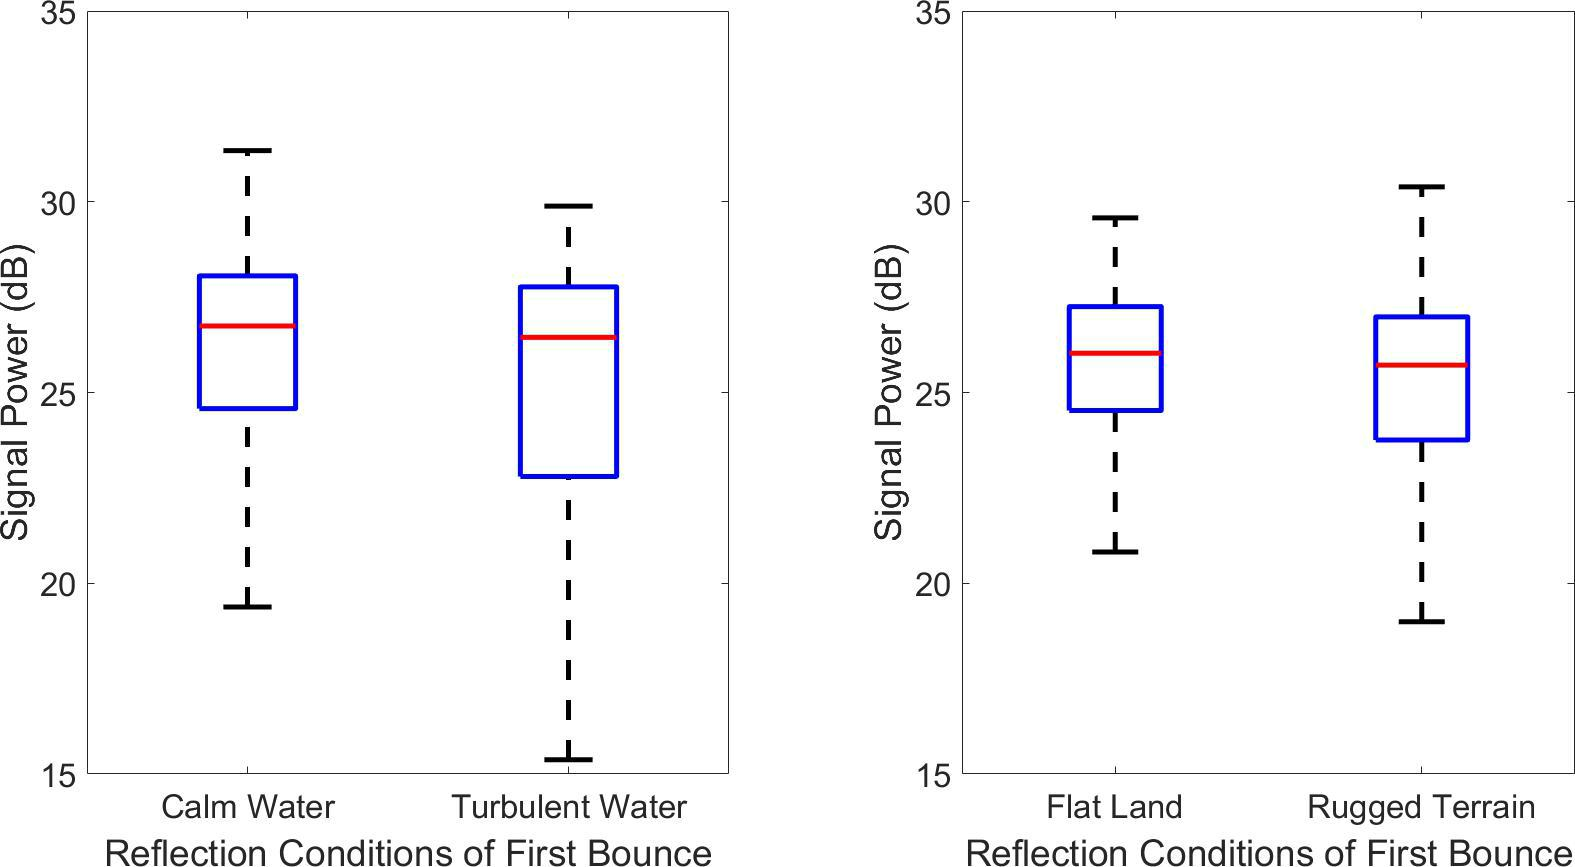 Signal Power (dB)
35
30
25
20
15
Calm Water
Turbulent Water
Reflection Conditions of First Bounce
Signal Power (dB)
35
30
25
20
15
Flat Land
Rugged Terrain
Reflection Conditions of First Bounce